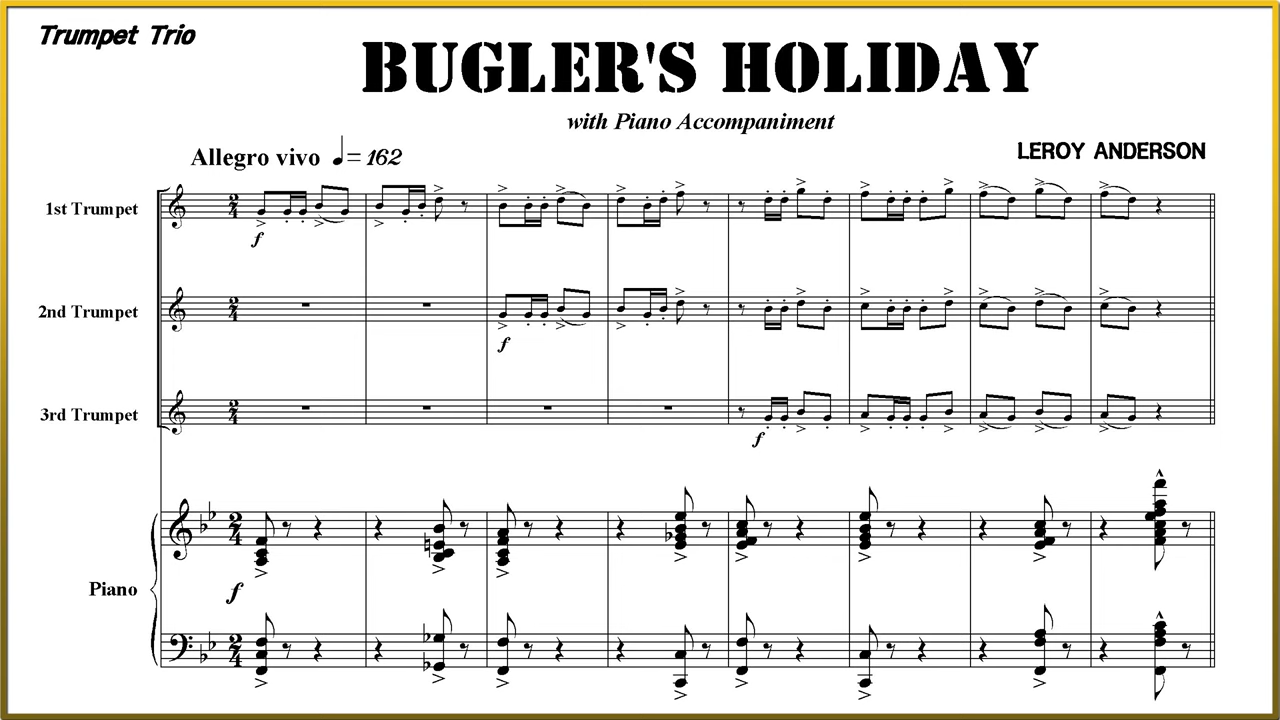 Trumpet Trio
BUGLER'S HOLIDAY
with Piano Accompaniment
LEROY ANDERSON
Allegro vivo ♩= 162
1st Trumpet
f
2nd Trumpet
f
3rd Trumpet
f
Piano
f